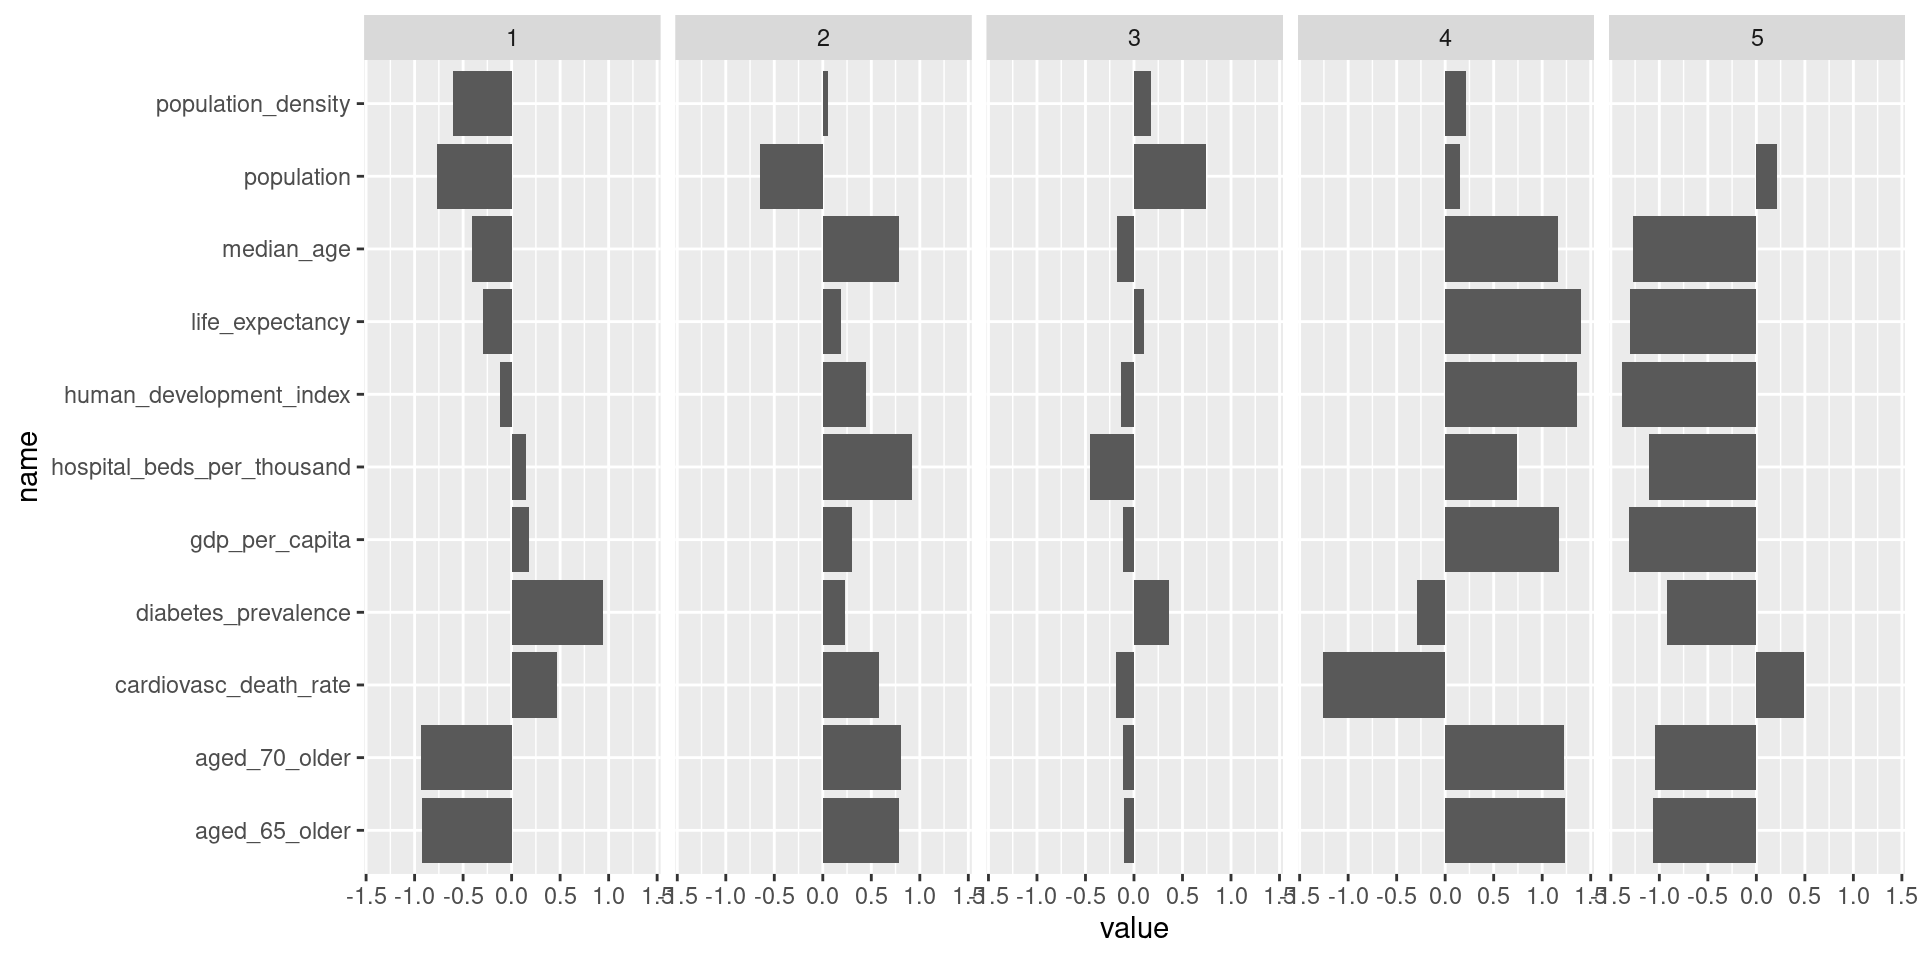 1 2 3 4 5
population_density
population
median_age
life_expectancy
human_development_index
hospital_beds_per_thousand
gdp_per_capita
diabetes_prevalence
cardiovasc_death_rate
aged_70_older
aged_65_older
name
-1.5 -1.0 -0.5 0.0 0.5 1.0 1.5 -1.5 -1.0 -0.5 0.0 0.5 1.0 1.5 -1.5 -1.0 -0.5 0.0 0.5 1.0 1.5 -1.5 -1.0 -0.5 0.0 0.5 1.0 1.5 -1.5 -1.0 -0.5 0.0 0.5 1.0 1.5
value